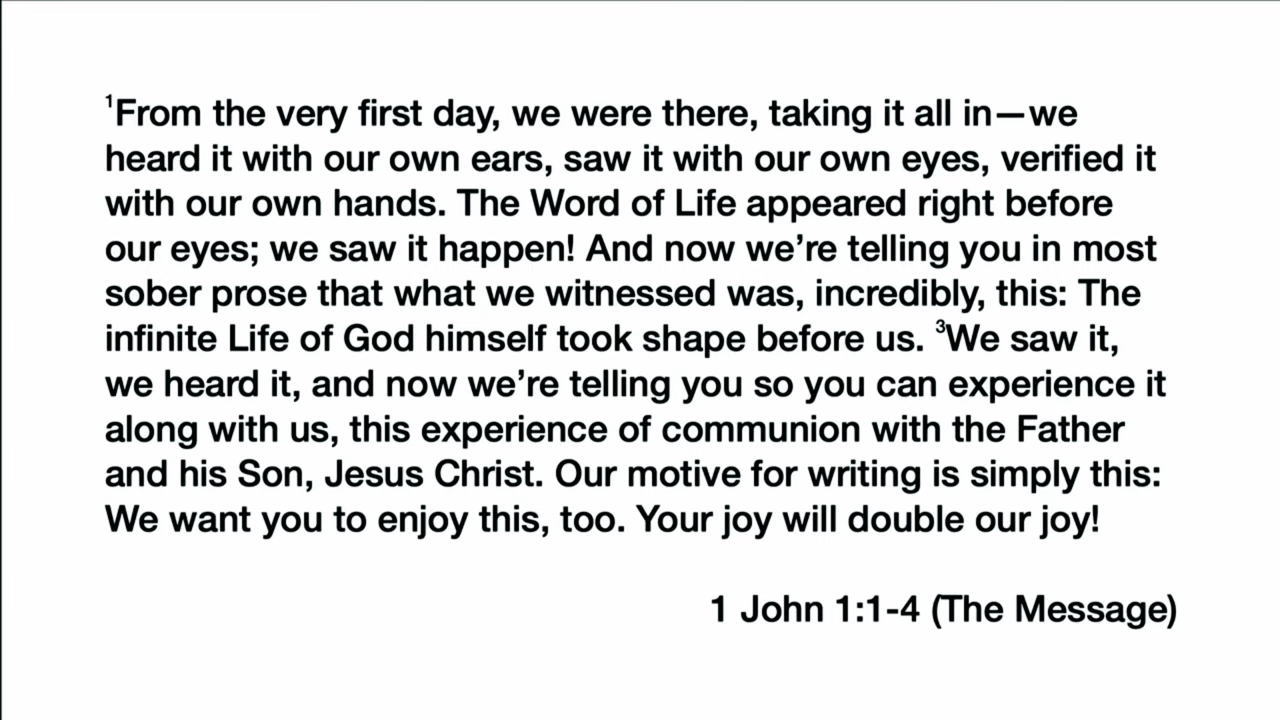 ¹From the very first day, we were there, taking it all in—we
heard it with our own ears, saw it with our own eyes, verified it
with our own hands. The Word of Life appeared right before
our eyes; we saw it happen! And now we’re telling you in most
sober prose that what we witnessed was, incredibly, this: The
infinite Life of God himself took shape before us. ³We saw it,
we heard it, and now we’re telling you so you can experience it
along with us, this experience of communion with the Father
and his Son, Jesus Christ. Our motive for writing is simply this:
We want you to enjoy this, too. Your joy will double our joy!
1 John 1:1-4 (The Message)